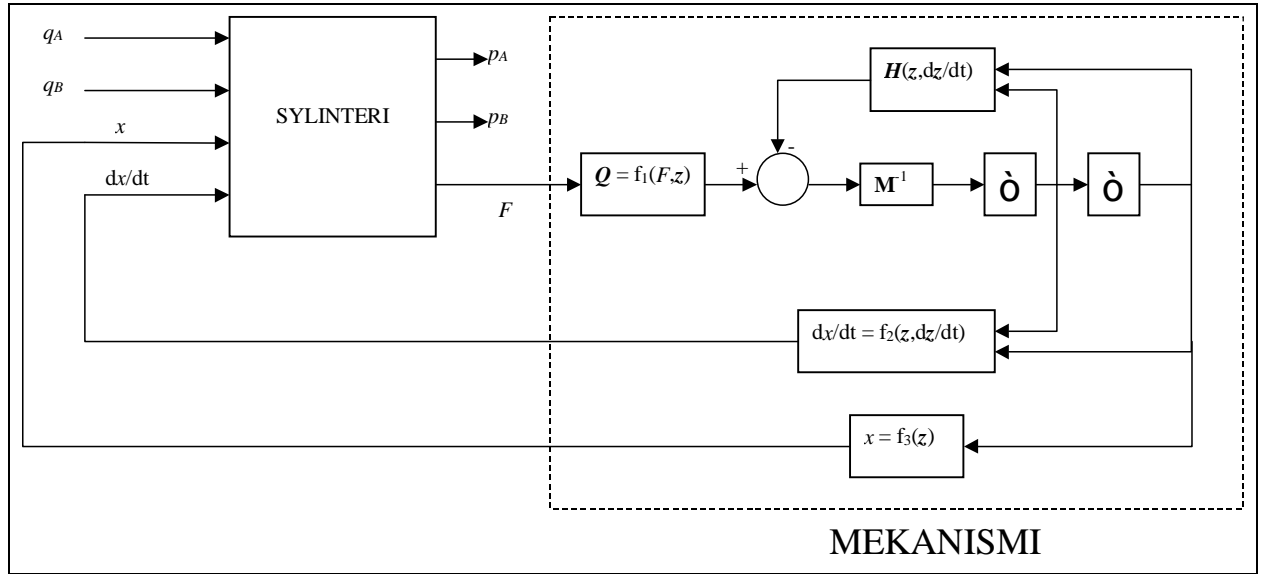 qA
qB
x
dx/dt
SYLINTERI
pA
pB
F
H(z,dz/dt)
Q = f1(F,z)
+
-
M-1
ò
ò
dx/dt = f2(z,dz/dt)
x = f3(z)
MEKANISMI